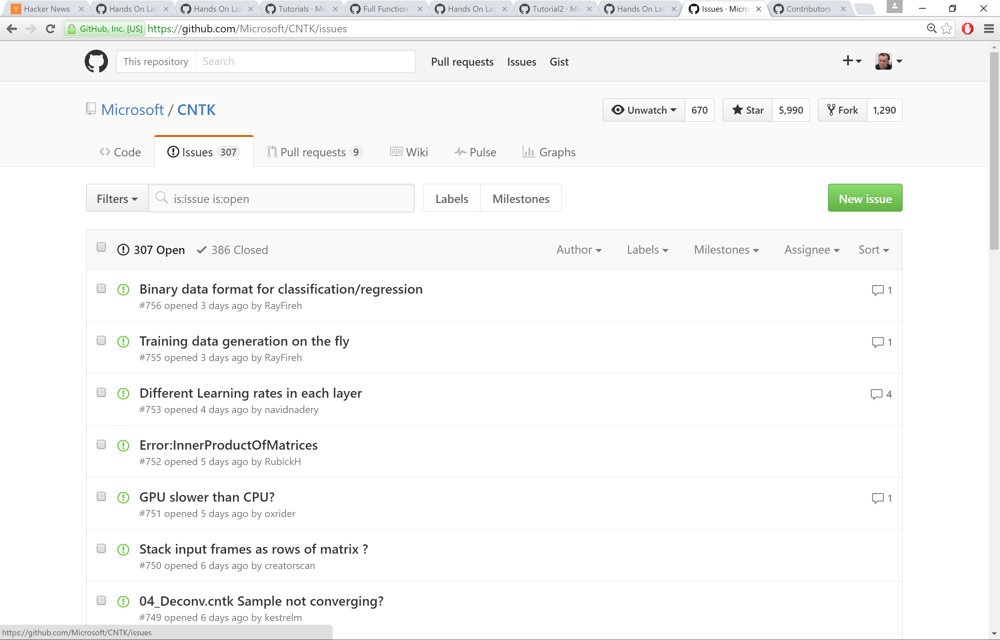 Y Hacker News
Hands On Lab
Hands On Lab
Tutorials · Mic
Full Function
Hands On Lab
Tutorial2 · Mi
Hands On Lab
Issues · Micro
Contributors
GitHub, Inc. [US] https://github.com/Microsoft/CNTK/issues
This repository Search Pull requests Issues Gist
Microsoft / CNTK
Unwatch 670 Star 5,990 Fork 1,290
Code Issues 307 Pull requests 9 Wiki Pulse Graphs
Filters is:issue is:open Labels Milestones New issue
307 Open 386 Closed Author Labels Milestones Assignee Sort
Binary data format for classification/regression 1
#756 opened 3 days ago by RayFireh
Training data generation on the fly 1
#755 opened 3 days ago by RayFireh
Different Learning rates in each layer 4
#753 opened 4 days ago by navidnadery
Error:InnerProductOfMatrices
#752 opened 5 days ago by RubickH
GPU slower than CPU? 1
#751 opened 5 days ago by oxrider
Stack input frames as rows of matrix ?
#750 opened 6 days ago by creatorscan
04_Deconv.cntk Sample not converging?
#749 opened 6 days ago by kestrelm
https://github.com/Microsoft/CNTK/issues